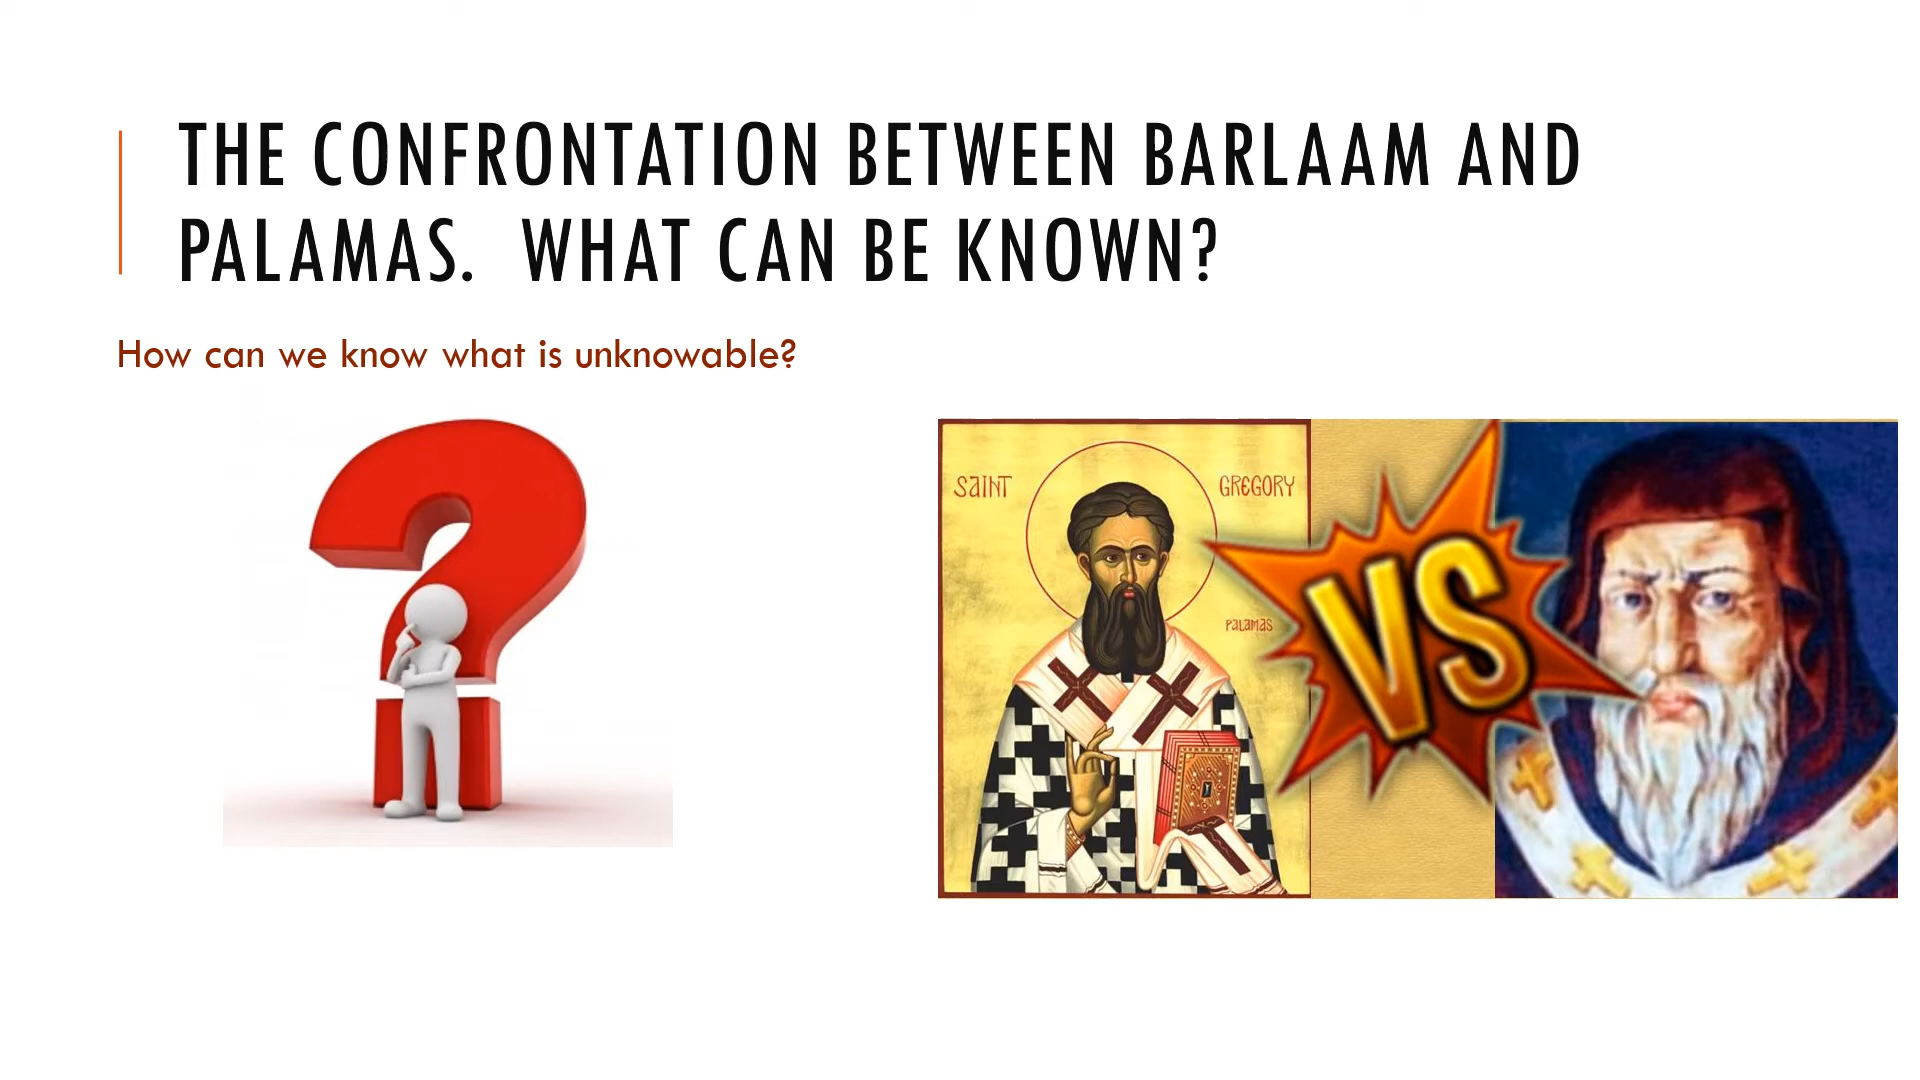 THE CONFRONTATION BETWEEN BARLAAM AND
PALAMAS.  WHAT CAN BE KNOWN?
How can we know what is unknowable?
SAINT GREGORY
PALAMAS
VS